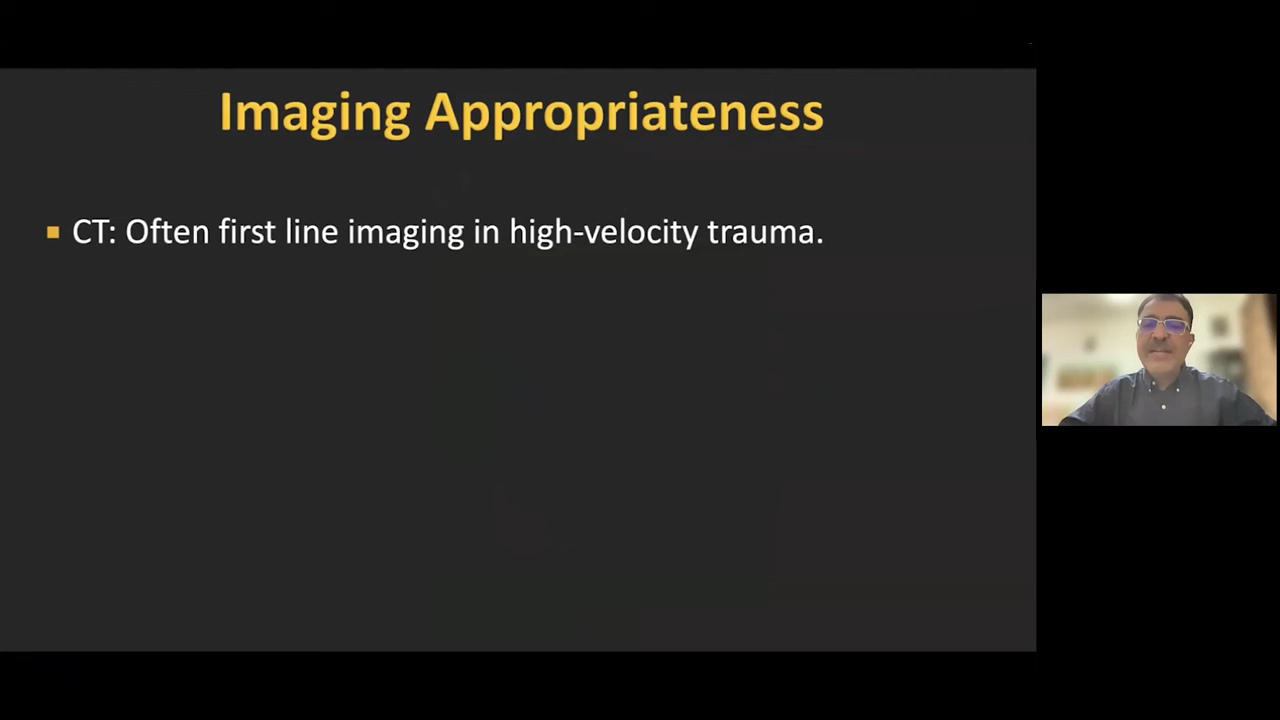 Imaging Appropriateness
CT: Often first line imaging in high-velocity trauma.